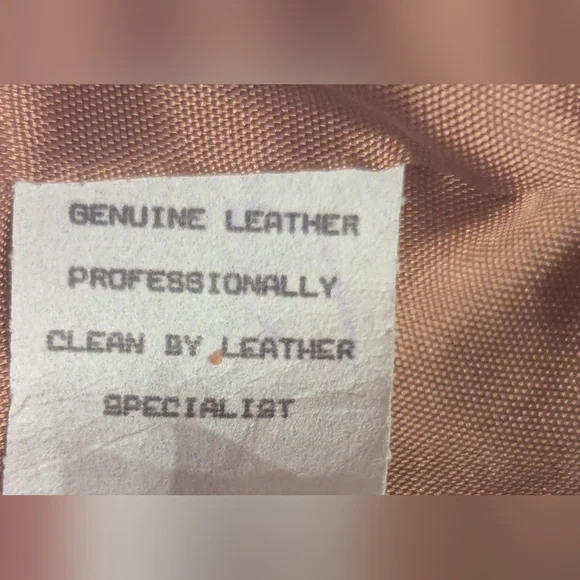 GENUINE LEATHER
PROFESSIONALLY
CLEAN BY LEATHER
SPECIALIST